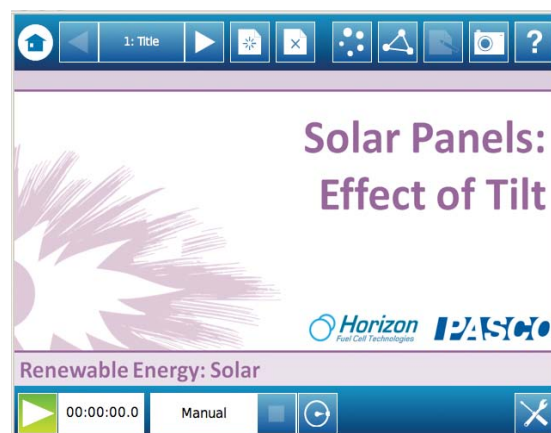 1: Title
?
Solar Panels:
Effect of Tilt
Horizon
Fuel Cell Technologies
PASCO
Renewable Energy: Solar
00:00:00.0
Manual